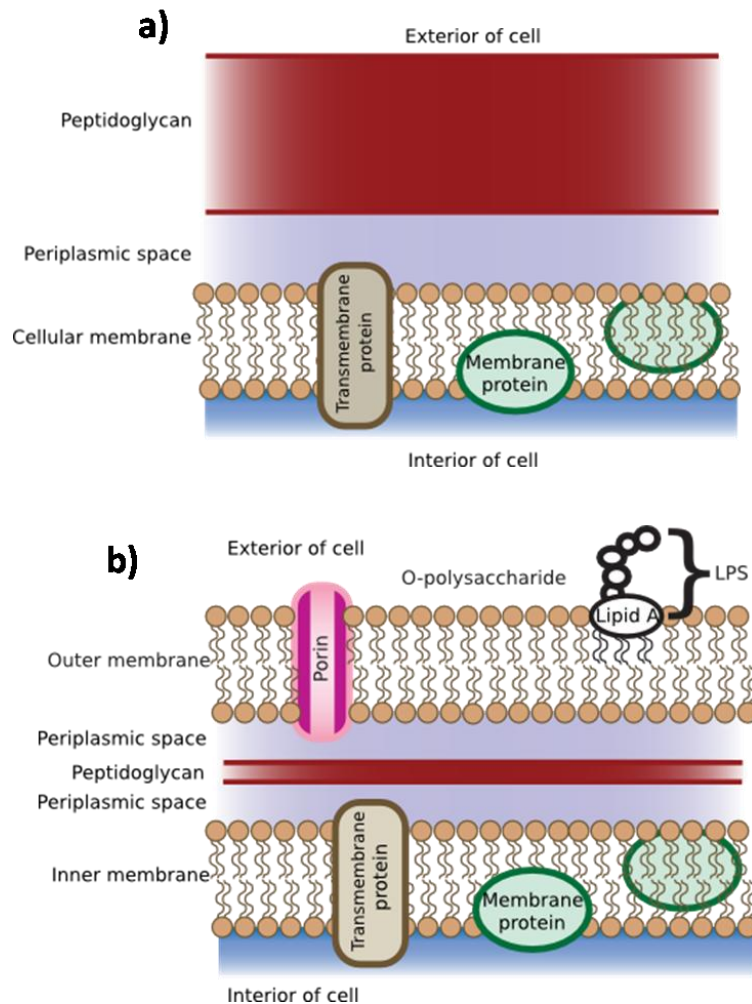 a)
Exterior of cell
Peptidoglycan
Periplasmic space
Cellular membrane
Transmembrane
protein
Membrane
protein
Interior of cell
b)
Exterior of cell
O-polysaccharide
LPS
Lipid A
Outer membrane
Porin
Periplasmic space
Peptidoglycan
Periplasmic space
Inner membrane
Transmembrane
protein
Membrane
protein
Interior of cell